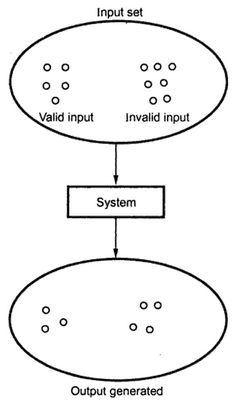 Input set
Valid input
Invalid input
System
Output generated